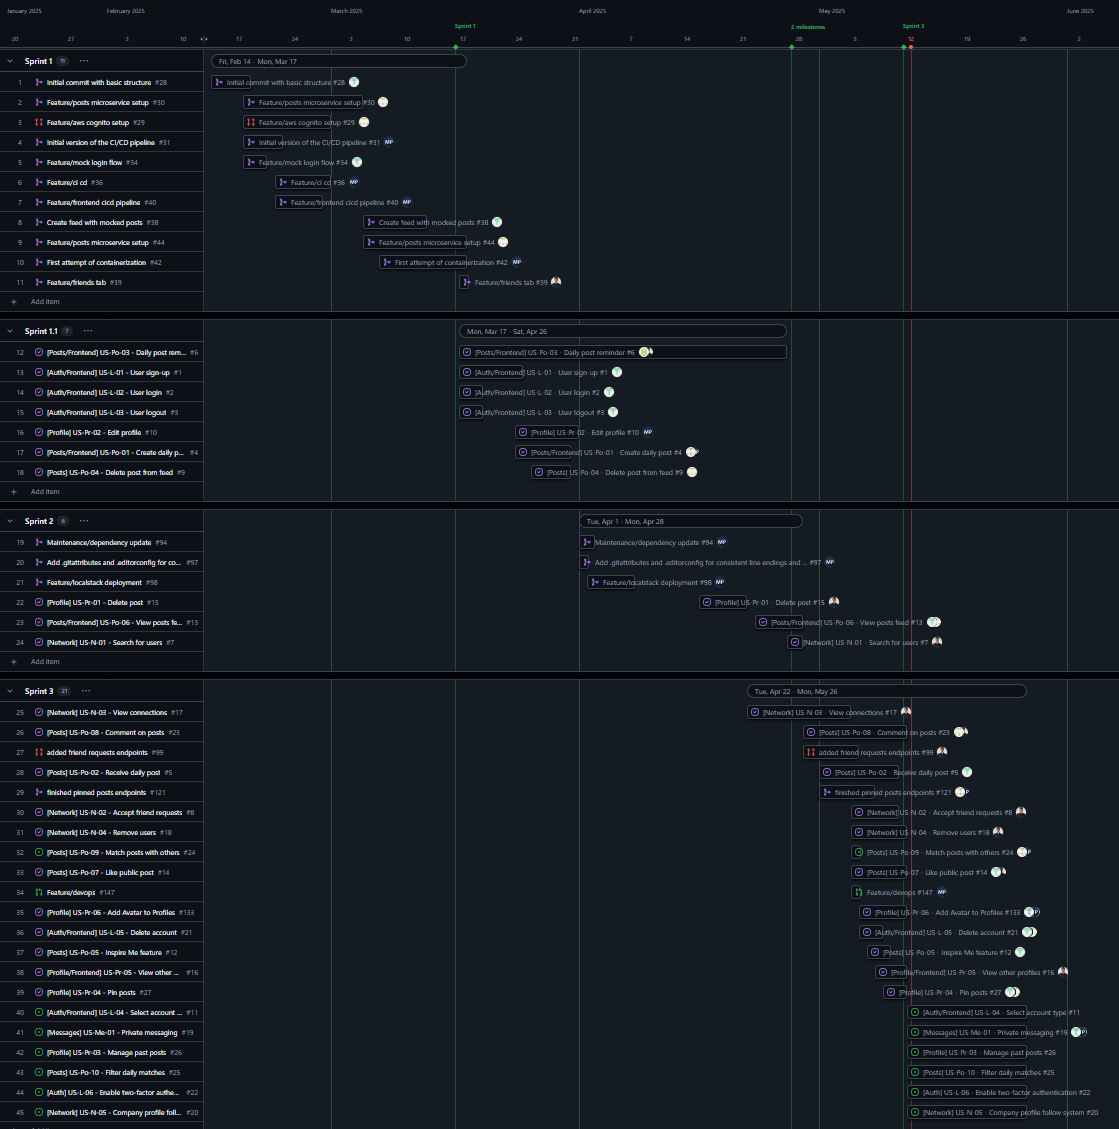 January 2025 February 2025 March 2025 April 2025 May 2025 June 2025
Sprint 1 2 milestones Sprint 3
20 27 3 10 17 24 3 10 17 24 31 7 14 21 28 5 12 19 26 2
Sprint 1 11 ... Fri, Feb 14 - Mon, Mar 17
1 Initial commit with basic structure #28 Initial commit with basic structure #28
2 Feature/posts microservice setup #30 Feature/posts microservice setup #30
3 Feature/aws cognito setup #29 Feature/aws cognito setup #29
4 Initial version of the CI/CD pipeline #31 Initial version of the CI/CD pipeline #31 MP
5 Feature/mock login flow #34 Feature/mock login flow #34
6 Feature/ci cd #36 Feature/ci cd #36 MP
7 Feature/frontend cicd pipeline #40 Feature/frontend cicd pipeline #40 MP
8 Create feed with mocked posts #38 Create feed with mocked posts #38
9 Feature/posts microservice setup #44 Feature/posts microservice setup #44
10 First attempt of containerization #42 First attempt of containerization #42 MP
11 Feature/friends tab #39 Feature/friends tab #39
+ Add item
Sprint 1.1 7 ... Mon, Mar 17 - Sat, Apr 26
12 [Posts/Frontend] US-Po-03 - Daily post rem... #6 [Posts/Frontend] US-Po-03 - Daily post reminder #6
13 [Auth/Frontend] US-L-01 - User sign-up #1 [Auth/Frontend] US-L-01 - User sign-up #1
14 [Auth/Frontend] US-L-02 - User login #2 [Auth/Frontend] US-L-02 - User login #2
15 [Auth/Frontend] US-L-03 - User logout #3 [Auth/Frontend] US-L-03 - User logout #3
16 [Profile] US-Pr-02 - Edit profile #10 [Profile] US-Pr-02 - Edit profile #10 MP
17 [Posts/Frontend] US-Po-01 - Create daily p... #4 [Posts/Frontend] US-Po-01 - Create daily post #4 P
18 [Posts] US-Po-04 - Delete post from feed #9 [Posts] US-Po-04 - Delete post from feed #9
+ Add item
Sprint 2 6 ... Tue, Apr 1 - Mon, Apr 28
19 Maintenance/dependency update #94 Maintenance/dependency update #94 MP
20 Add .gitattributes and .editorconfig for co... #97 Add .gitattributes and .editorconfig for consistent line endings and ... #97 MP
21 Feature/localstack deployment #98 Feature/localstack deployment #98 MP
22 [Profile] US-Pr-01 - Delete post #15 [Profile] US-Pr-01 - Delete post #15
23 [Posts/Frontend] US-Po-06 - View posts fe... #13 [Posts/Frontend] US-Po-06 - View posts feed #13
24 [Network] US-N-01 - Search for users #7 [Network] US-N-01 - Search for users #7
+ Add item
Sprint 3 21 ... Tue, Apr 22 - Mon, May 26
25 [Network] US-N-03 - View connections #17 [Network] US-N-03 - View connections #17
26 [Posts] US-Po-08 - Comment on posts #23 [Posts] US-Po-08 - Comment on posts #23
27 added friend requests endpoints #99 added friend requests endpoints #99
28 [Posts] US-Po-02 - Receive daily post #5 [Posts] US-Po-02 - Receive daily post #5
29 finished pinned posts endpoints #121 finished pinned posts endpoints #121 P
30 [Network] US-N-02 - Accept friend requests #8 [Network] US-N-02 - Accept friend requests #8
31 [Network] US-N-04 - Remove users #18 [Network] US-N-04 - Remove users #18
32 [Posts] US-Po-09 - Match posts with others #24 [Posts] US-Po-09 - Match posts with others #24 P
33 [Posts] US-Po-07 - Like public post #14 [Posts] US-Po-07 - Like public post #14
34 Feature/devops #147 Feature/devops #147 MP
35 [Profile] US-Pr-06 - Add Avatar to Profiles #133 [Profile] US-Pr-06 - Add Avatar to Profiles #133 P
36 [Auth/Frontend] US-L-05 - Delete account #21 [Auth/Frontend] US-L-05 - Delete account #21
37 [Posts] US-Po-05 - Inspire Me feature #12 [Posts] US-Po-05 - Inspire Me feature #12
38 [Profile/Frontend] US-Pr-05 - View other ... #16 [Profile/Frontend] US-Pr-05 - View other profiles #16
39 [Profile] US-Pr-04 - Pin posts #27 [Profile] US-Pr-04 - Pin posts #27
40 [Auth/Frontend] US-L-04 - Select account ... #11 [Auth/Frontend] US-L-04 - Select account type #11
41 [Messages] US-Me-01 - Private messaging #19 [Messages] US-Me-01 - Private messaging #19 P
42 [Profile] US-Pr-03 - Manage past posts #26 [Profile] US-Pr-03 - Manage past posts #26
43 [Posts] US-Po-10 - Filter daily matches #25 [Posts] US-Po-10 - Filter daily matches #25
44 [Auth] US-L-06 - Enable two-factor authe... #22 [Auth] US-L-06 - Enable two-factor authentication #22
45 [Network] US-N-05 - Company profile foll... #20 [Network] US-N-05 - Company profile follow system #20